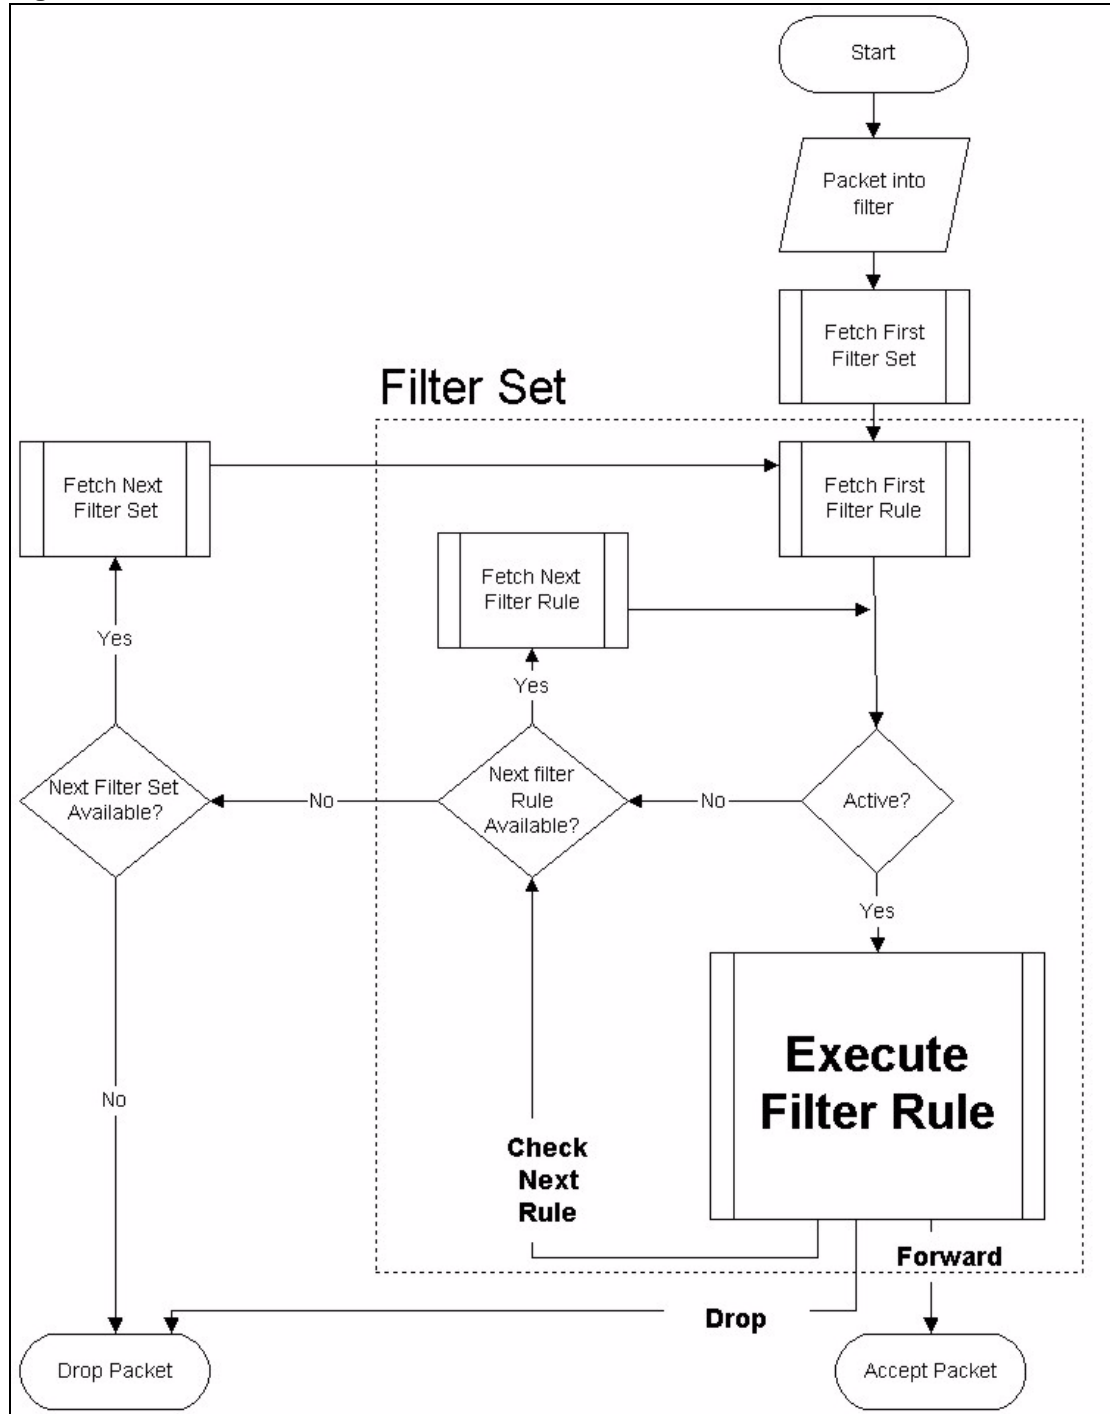 Start
Packet into
filter
Fetch First
Filter Set
Filter Set
Fetch Next
Filter Set
Fetch First
Filter Rule
Fetch Next
Filter Rule
Yes
Yes
Next Filter Set
Available?
No
Next filter
Rule
Available?
No
Active?
Yes
Execute
Filter Rule
No
Check
Next
Rule
Forward
Drop
Drop Packet
Accept Packet